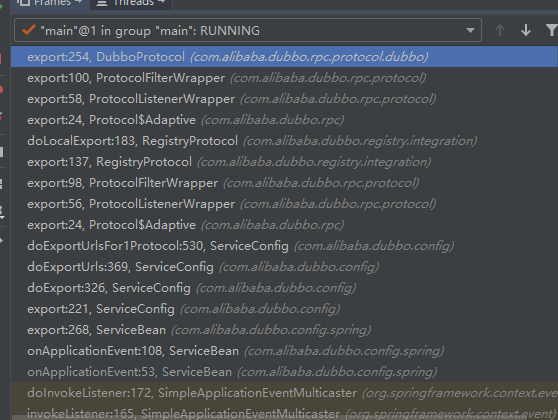 Frames
Threads
"main"@1 in group "main": RUNNING
export:254, DubboProtocol (com.alibaba.dubbo.rpc.protocol.dubbo)
export:100, ProtocolFilterWrapper (com.alibaba.dubbo.rpc.protocol)
export:58, ProtocolListenerWrapper (com.alibaba.dubbo.rpc.protocol)
export:24, Protocol$Adaptive (com.alibaba.dubbo.rpc)
doLocalExport:183, RegistryProtocol (com.alibaba.dubbo.registry.integration)
export:137, RegistryProtocol (com.alibaba.dubbo.registry.integration)
export:98, ProtocolFilterWrapper (com.alibaba.dubbo.rpc.protocol)
export:56, ProtocolListenerWrapper (com.alibaba.dubbo.rpc.protocol)
export:24, Protocol$Adaptive (com.alibaba.dubbo.rpc)
doExportUrlsFor1Protocol:530, ServiceConfig (com.alibaba.dubbo.config)
doExportUrls:369, ServiceConfig (com.alibaba.dubbo.config)
doExport:326, ServiceConfig (com.alibaba.dubbo.config)
export:221, ServiceConfig (com.alibaba.dubbo.config)
export:268, ServiceBean (com.alibaba.dubbo.config.spring)
onApplicationEvent:108, ServiceBean (com.alibaba.dubbo.config.spring)
onApplicationEvent:53, ServiceBean (com.alibaba.dubbo.config.spring)
doInvokeListener:172, SimpleApplicationEventMulticaster (org.springframework.context.eve
invokeListener:165, SimpleApplicationEventMulticaster (org.springframework.context.event)